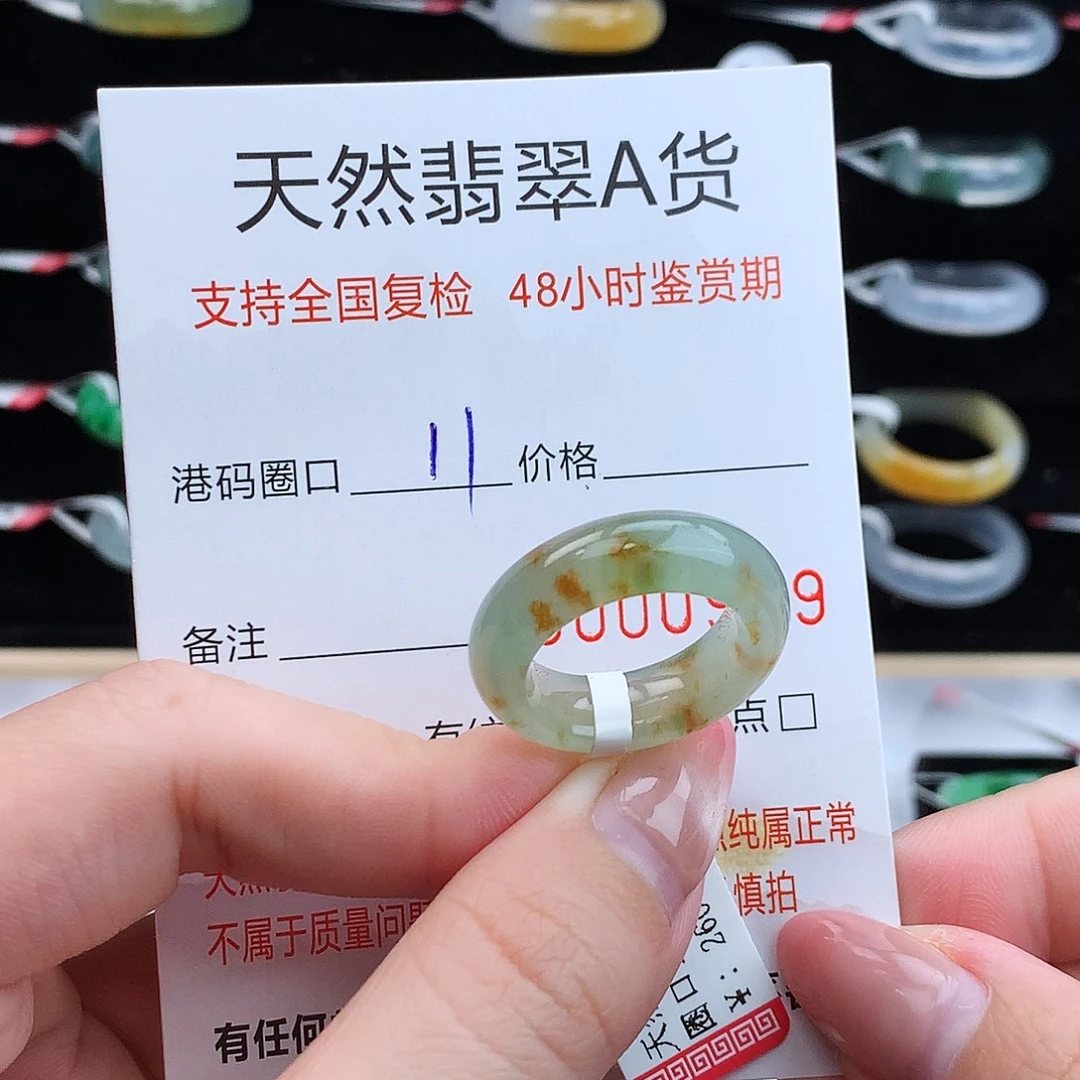 天然翡翠A货
支持全国复检 48小时鉴赏期
港码圈口 11 价格
备注
点□
纯属正常
慎拍
不属于质量问题
有任何